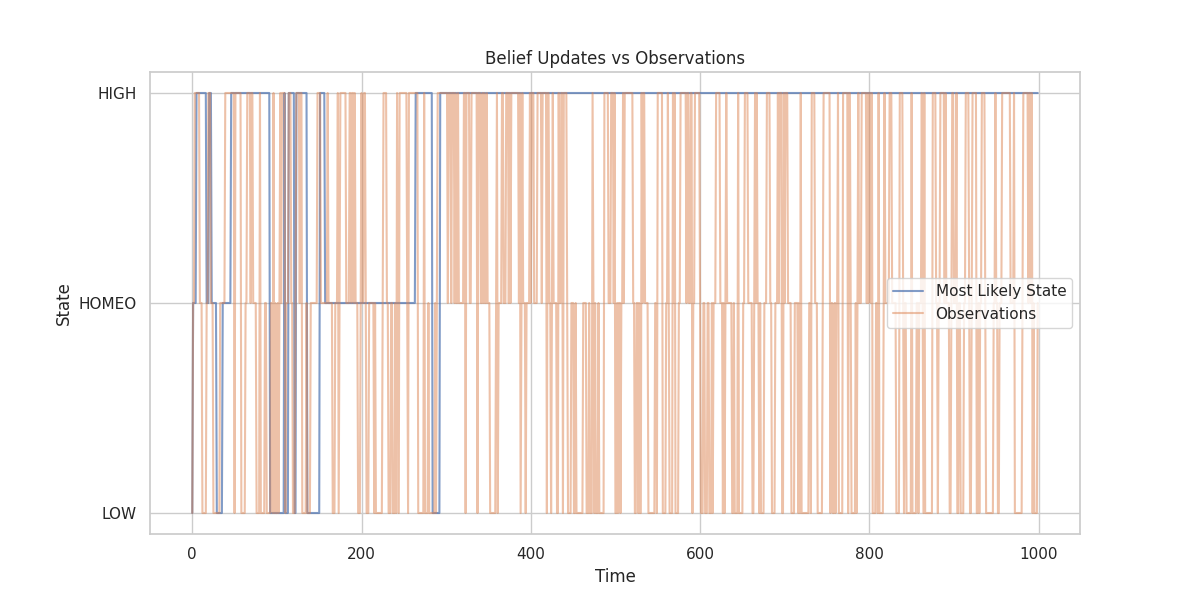 Belief Updates vs Observations
HIGH
HOMEO
LOW
State
Most Likely State
Observations
0
200
400
600
800
1000
Time